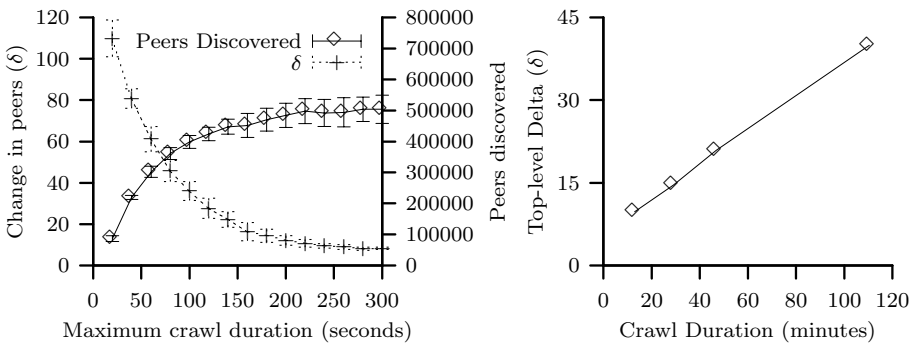 Change in peers (δ)
120
100
80
60
40
20
0
Peers Discovered
δ
800000
700000
600000
500000
400000
300000
200000
100000
0
Peers discovered
0 50 100 150 200 250 300
Maximum crawl duration (seconds)
Top-level Delta (δ)
45
30
15
0
0 20 40 60 80 100 120
Crawl Duration (minutes)